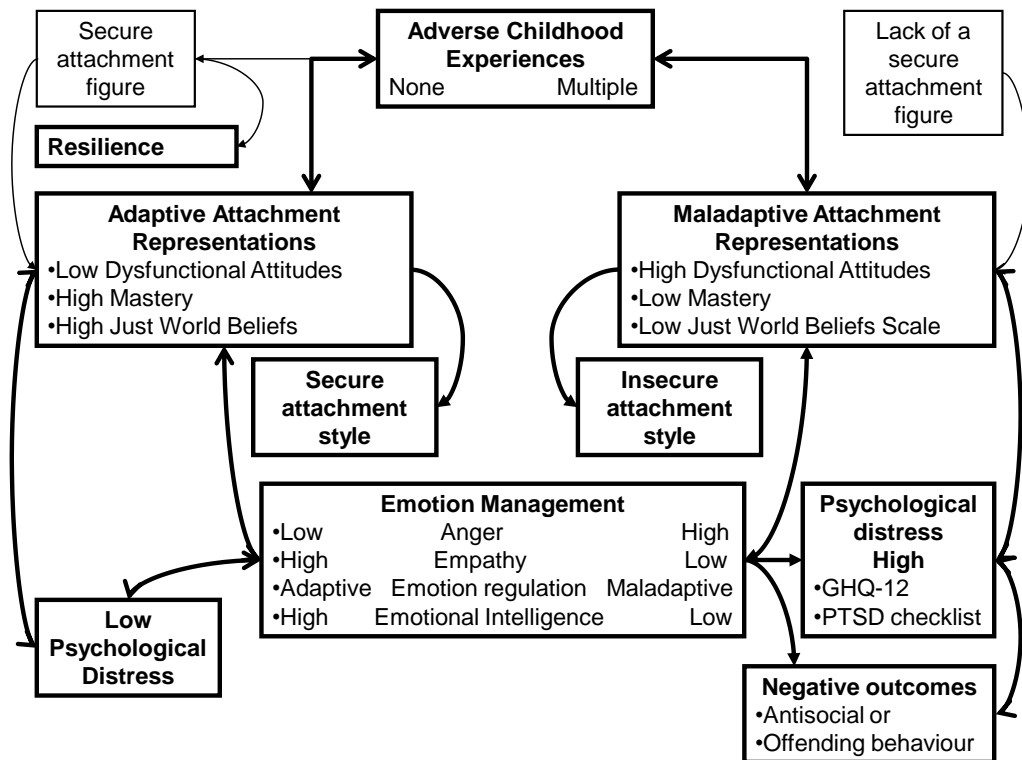 Secure
attachment
figure
Adverse Childhood
Experiences
None Multiple
Lack of a
secure
attachment
figure
Resilience
Adaptive Attachment
Representations
•Low Dysfunctional Attitudes
•High Mastery
•High Just World Beliefs
Maladaptive Attachment
Representations
•High Dysfunctional Attitudes
•Low Mastery
•Low Just World Beliefs Scale
Secure
attachment
style
Insecure
attachment
style
Emotion Management
•Low Anger High
•High Empathy Low
•Adaptive Emotion regulation Maladaptive
•High Emotional Intelligence Low
Psychological
distress
High
•GHQ-12
•PTSD checklist
Low
Psychological
Distress
Negative outcomes
•Antisocial or
•Offending behaviour